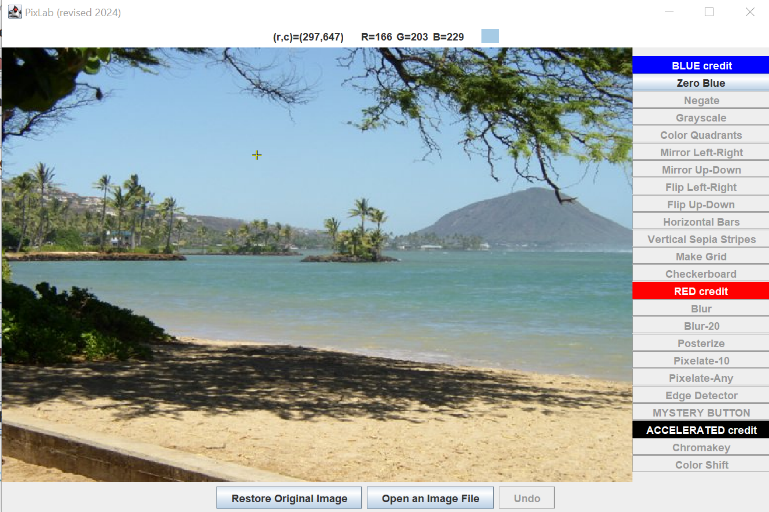 PixLab (revised 2024)
(r,c)=(297,647) R=166 G=203 B=229
BLUE credit
Zero Blue
Negate
Grayscale
Color Quadrants
Mirror Left-Right
Mirror Up-Down
Flip Left-Right
Flip Up-Down
Horizontal Bars
Vertical Sepia Stripes
Make Grid
Checkerboard
RED credit
Blur
Blur-20
Posterize
Pixelate-10
Pixelate-Any
Edge Detector
MYSTERY BUTTON
ACCELERATED credit
Chromakey
Color Shift
Restore Original Image Open an Image File Undo